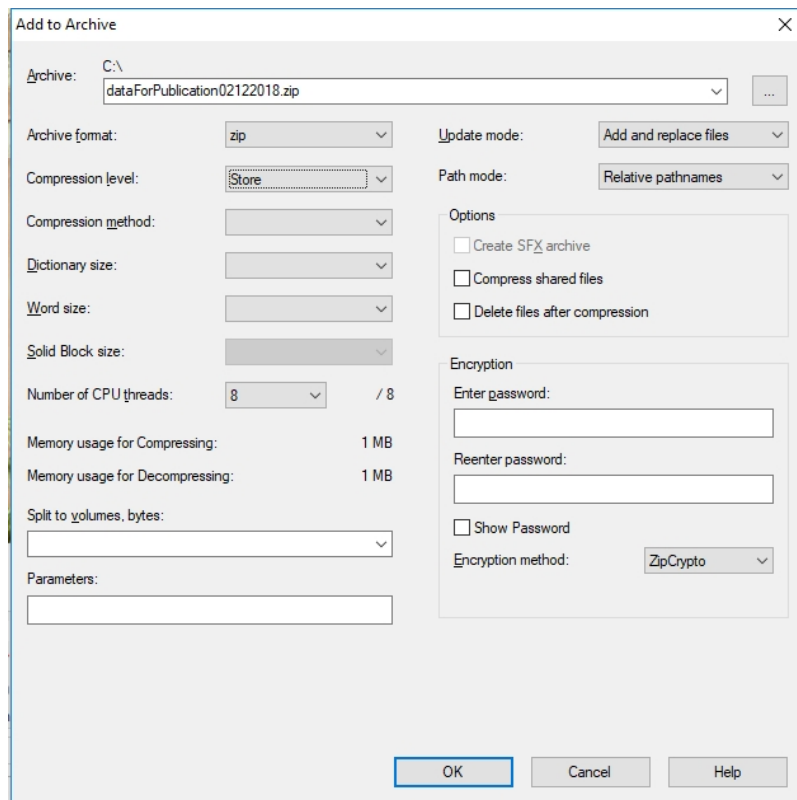 Add to Archive
Archive:
C:\
dataForPublication02122018.zip
...
Archive format:
zip
Compression level:
Store
Compression method:
Dictionary size:
Word size:
Solid Block size:
Number of CPU threads:
8
/ 8
Memory usage for Compressing:
1 MB
Memory usage for Decompressing:
1 MB
Split to volumes, bytes:
Parameters:
Update mode:
Add and replace files
Path mode:
Relative pathnames
Options
Create SFX archive
Compress shared files
Delete files after compression
Encryption
Enter password:
Reenter password:
Show Password
Encryption method:
ZipCrypto
OK
Cancel
Help